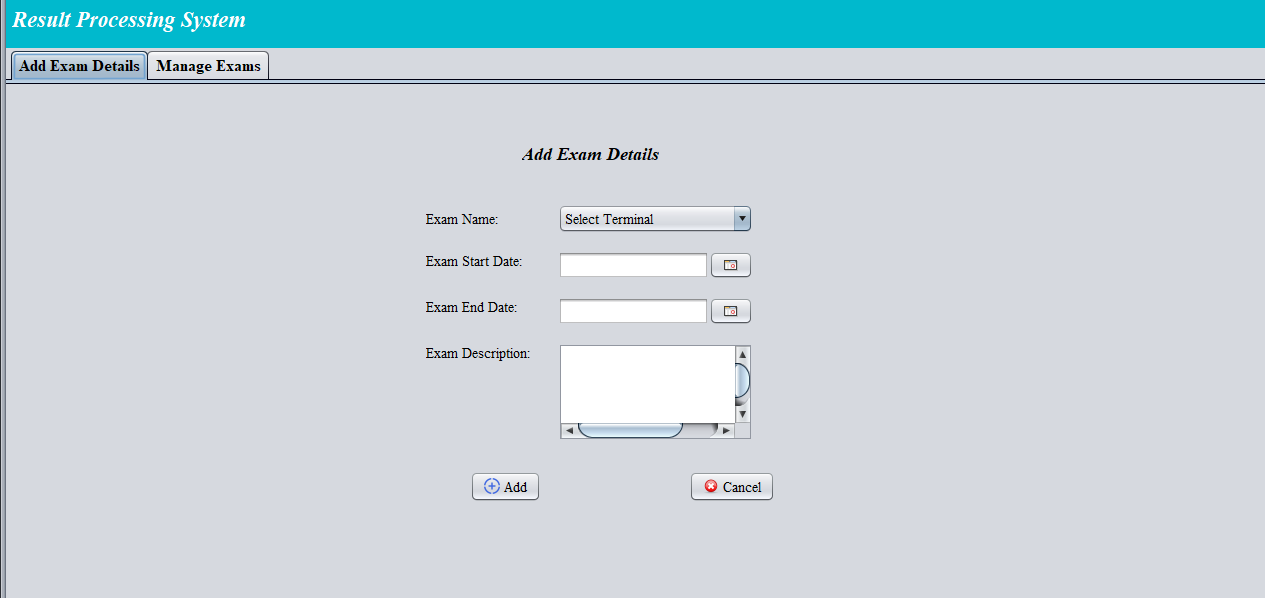 Result Processing System
Add Exam Details Manage Exams
Add Exam Details
Exam Name: Select Terminal
Exam Start Date:
Exam End Date:
Exam Description:
Add Cancel